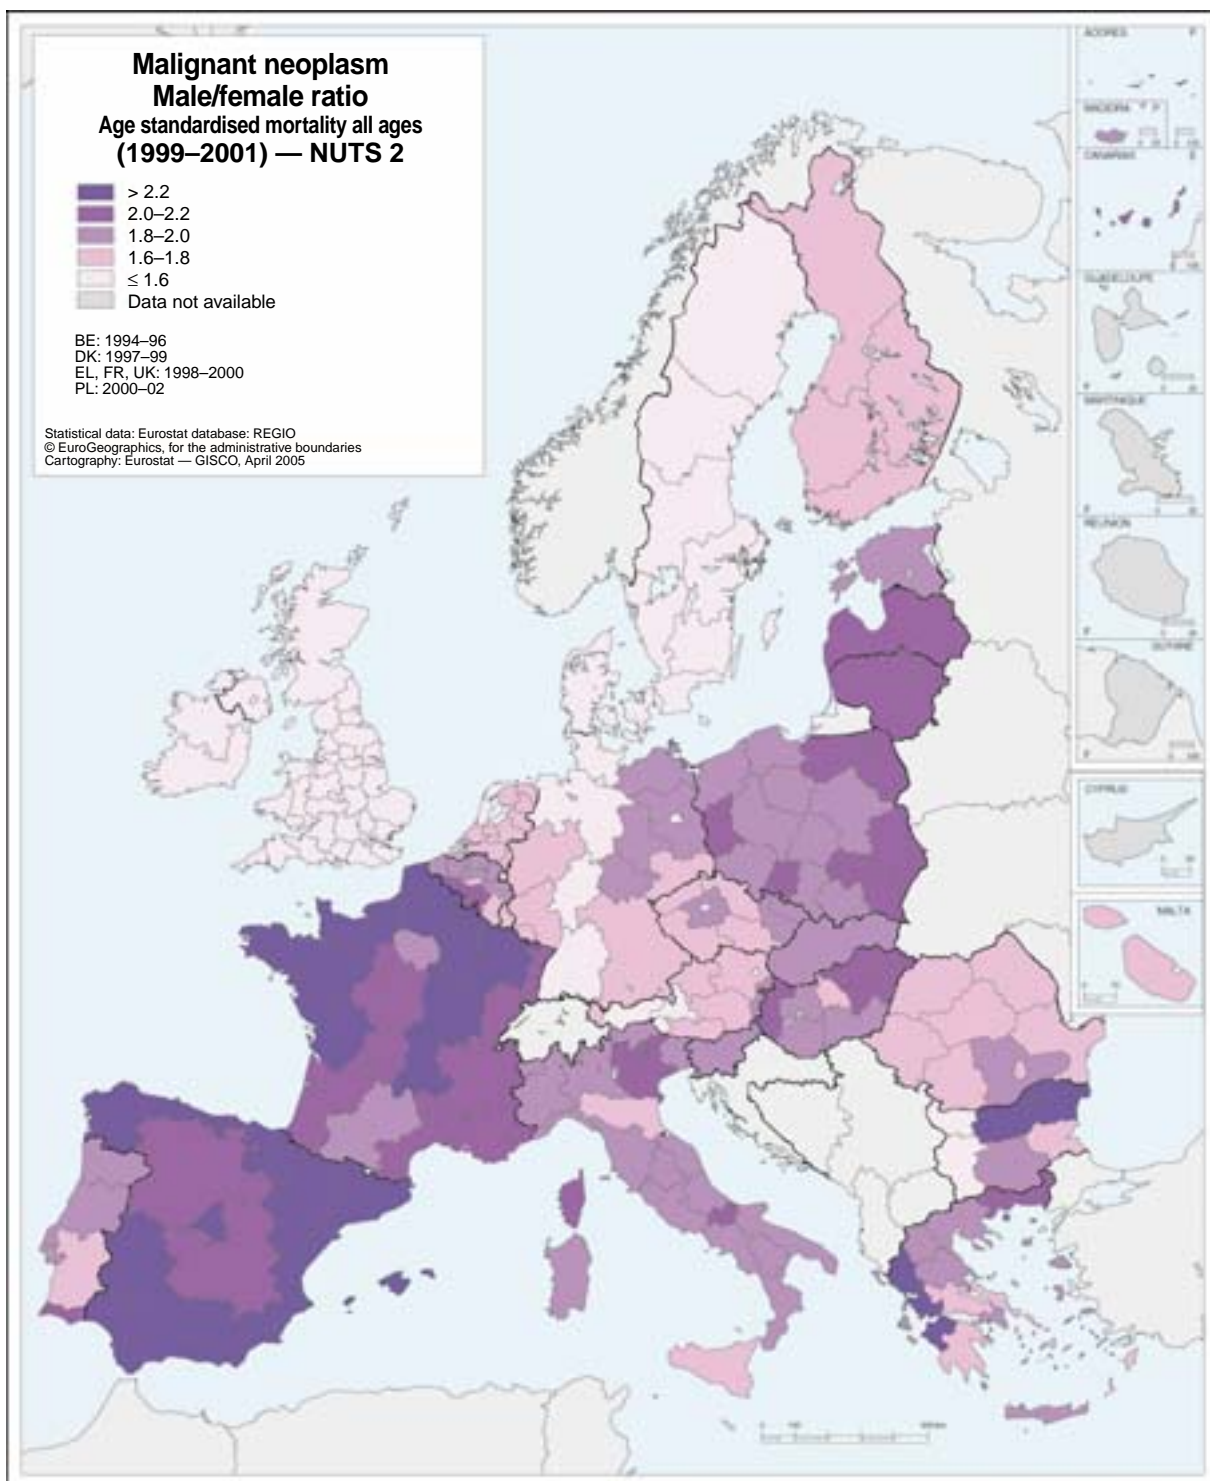 Malignant neoplasm
Male/female ratio
Age standardised mortality all ages
(1999–2001) — NUTS 2
> 2.2
2.0–2.2
1.8–2.0
1.6–1.8
≤ 1.6
Data not available
BE: 1994–96
DK: 1997–99
EL, FR, UK: 1998–2000
PL: 2000–02
Statistical data: Eurostat database: REGIO
© EuroGeographics, for the administrative boundaries
Cartography: Eurostat — GISCO, April 2005
MADEIRA
CANARIAS
GUADELOUPE
MARTINIQUE
REUNION
GUYANE
CYPRUS
MALTA